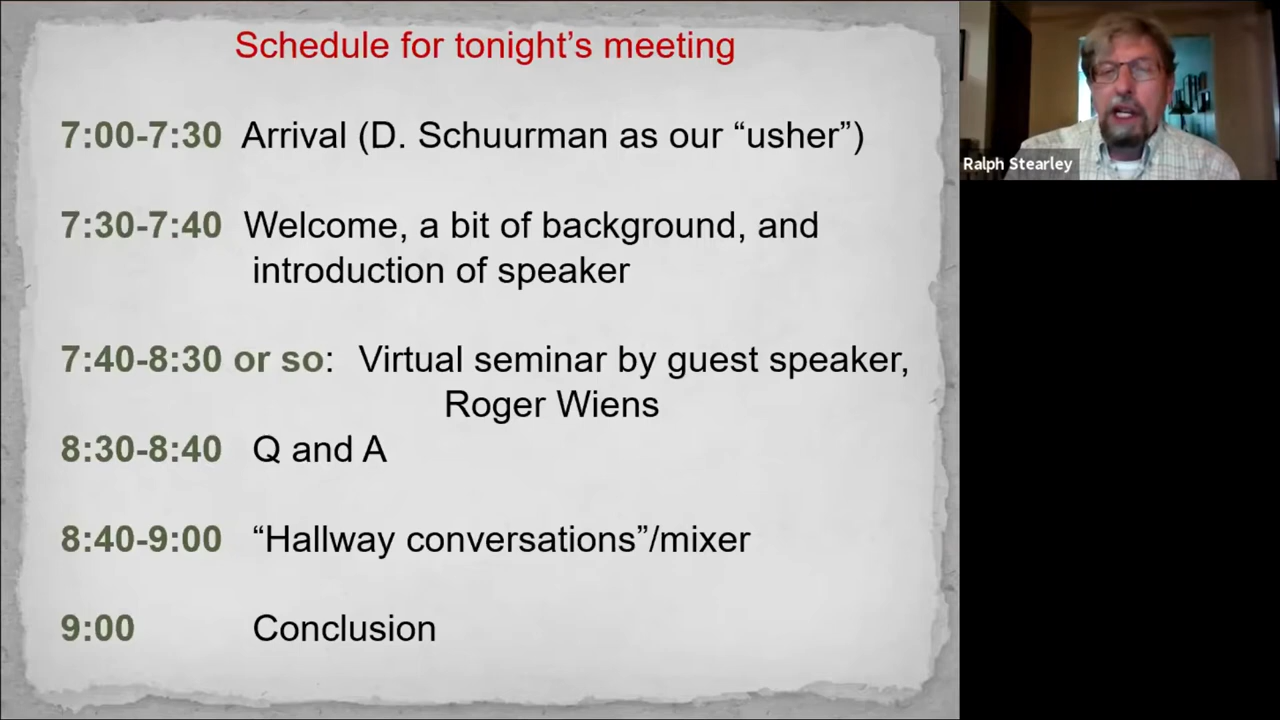 Schedule for tonight’s meeting
7:00-7:30 Arrival (D. Schuurman as our “usher”)
7:30-7:40 Welcome, a bit of background, and
introduction of speaker
7:40-8:30 or so: Virtual seminar by guest speaker,
Roger Wiens
8:30-8:40 Q and A
8:40-9:00 “Hallway conversations”/mixer
9:00 Conclusion
Ralph Stearley